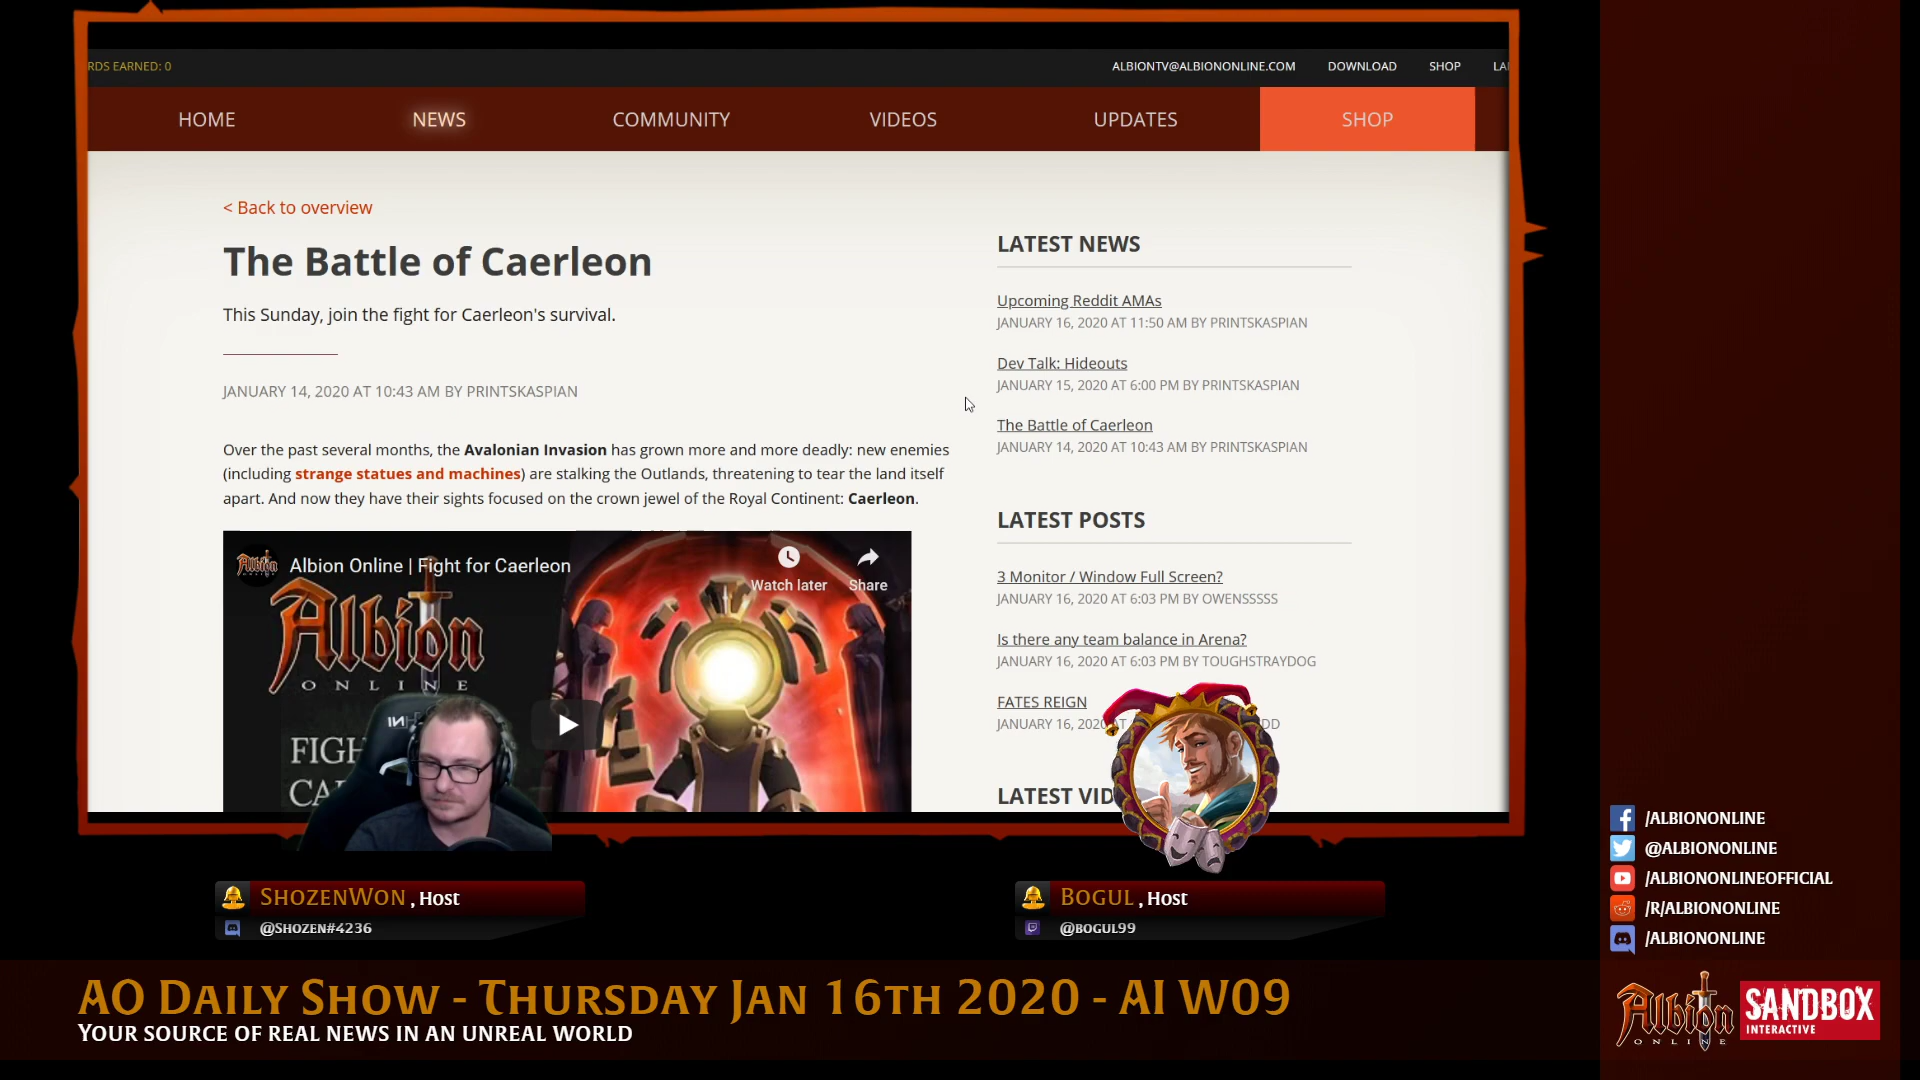 RDS EARNED: 0
ALBIONTV@ALBIONONLINE.COM
DOWNLOAD
SHOP
HOME
NEWS
COMMUNITY
VIDEOS
UPDATES
SHOP
< Back to overview
The Battle of Caerleon
This Sunday, join the fight for Caerleon's survival.
JANUARY 14, 2020 AT 10:43 AM BY PRINTSKASPIAN
Over the past several months, the Avalonian Invasion has grown more and more deadly: new enemies
(including strange statues and machines) are stalking the Outlands, threatening to tear the land itself
apart. And now they have their sights focused on the crown jewel of the Royal Continent: Caerleon.
Albion Online | Fight for Caerleon
Watch later
Share
Albion
ONLINE
FIGH
CA
LATEST NEWS
Upcoming Reddit AMAs
JANUARY 16, 2020 AT 11:50 AM BY PRINTSKASPIAN
Dev Talk: Hideouts
JANUARY 15, 2020 AT 6:00 PM BY PRINTSKASPIAN
The Battle of Caerleon
JANUARY 14, 2020 AT 10:43 AM BY PRINTSKASPIAN
LATEST POSTS
3 Monitor / Window Full Screen?
JANUARY 16, 2020 AT 6:03 PM BY OWENSSSSS
Is there any team balance in Arena?
JANUARY 16, 2020 AT 6:03 PM BY TOUGHSTRAYDOG
FATES REIGN
JANUARY 16, 2020 AT
DD
LATEST VID
SHOZENWON, HOST
@SHOZEN#4236
BOGUL, HOST
@BOGUL99
/ALBIONONLINE
@ALBIONONLINE
/ALBIONONLINEOFFICIAL
/R/ALBIONONLINE
/ALBIONONLINE
AO DAILY SHOW - THURSDAY JAN 16TH 2020 - AI W09
YOUR SOURCE OF REAL NEWS IN AN UNREAL WORLD
Albion
ONLINE
SANDBOX
INTERACTIVE